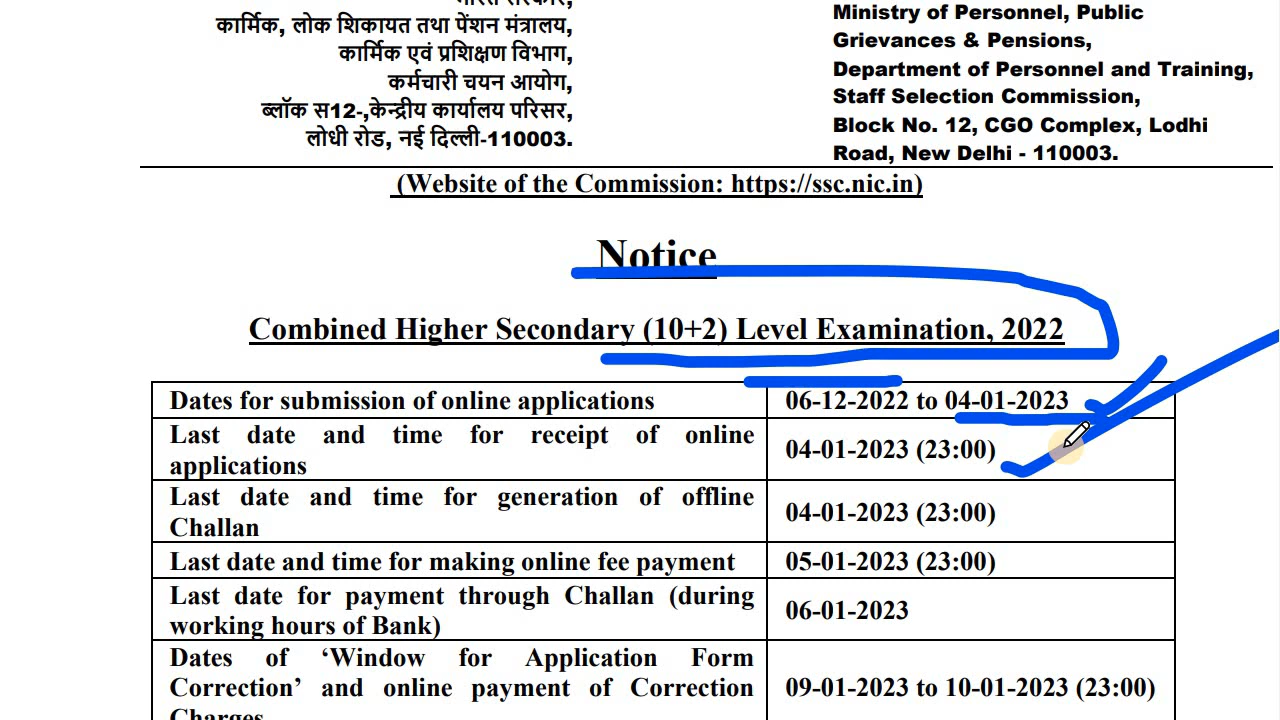 भारत सरकार,
कार्मिक, लोक शिकायत तथा पेंशन मंत्रालय,
कार्मिक एवं प्रशिक्षण विभाग,
कर्मचारी चयन आयोग,
ब्लॉक स12-,केन्द्रीय कार्यालय परिसर,
लोधी रोड, नई दिल्ली-110003.
Ministry of Personnel, Public
Grievances & Pensions,
Department of Personnel and Training,
Staff Selection Commission,
Block No. 12, CGO Complex, Lodhi
Road, New Delhi - 110003.
(Website of the Commission: https://ssc.nic.in)
Notice
Combined Higher Secondary (10+2) Level Examination, 2022
Dates for submission of online applications 06-12-2022 to 04-01-2023
Last date and time for receipt of online
applications
04-01-2023 (23:00)
Last date and time for generation of offline
Challan
04-01-2023 (23:00)
Last date and time for making online fee payment 05-01-2023 (23:00)
Last date for payment through Challan (during
working hours of Bank)
06-01-2023
Dates of ‘Window for Application Form
Correction’ and online payment of Correction
Charges
09-01-2023 to 10-01-2023 (23:00)